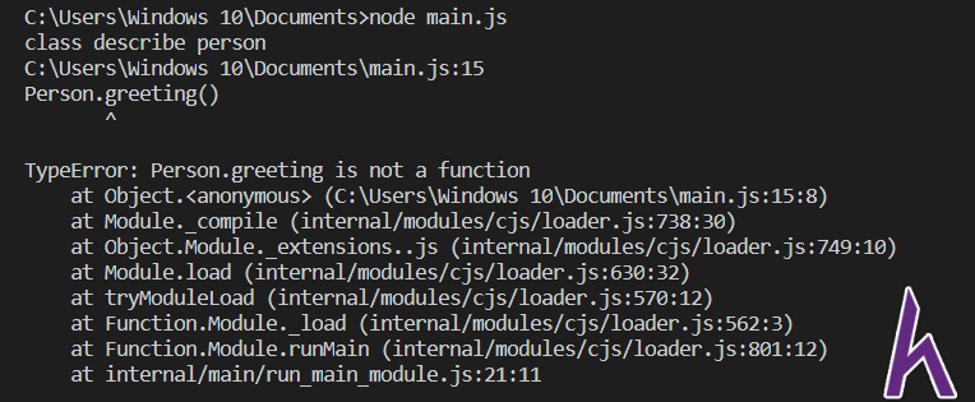 C:\Users\Windows 10\Documents>node main.js
class describe person
C:\Users\Windows 10\Documents\main.js:15
Person.greeting()
^
TypeError: Person.greeting is not a function
at Object.<anonymous> (C:\Users\Windows 10\Documents\main.js:15:8)
at Module._compile (internal/modules/cjs/loader.js:738:30)
at Object.Module._extensions..js (internal/modules/cjs/loader.js:749:10)
at Module.load (internal/modules/cjs/loader.js:630:32)
at tryModuleLoad (internal/modules/cjs/loader.js:570:12)
at Function.Module._load (internal/modules/cjs/loader.js:562:3)
at Function.Module.runMain (internal/modules/cjs/loader.js:801:12)
at internal/main/run_main_module.js:21:11